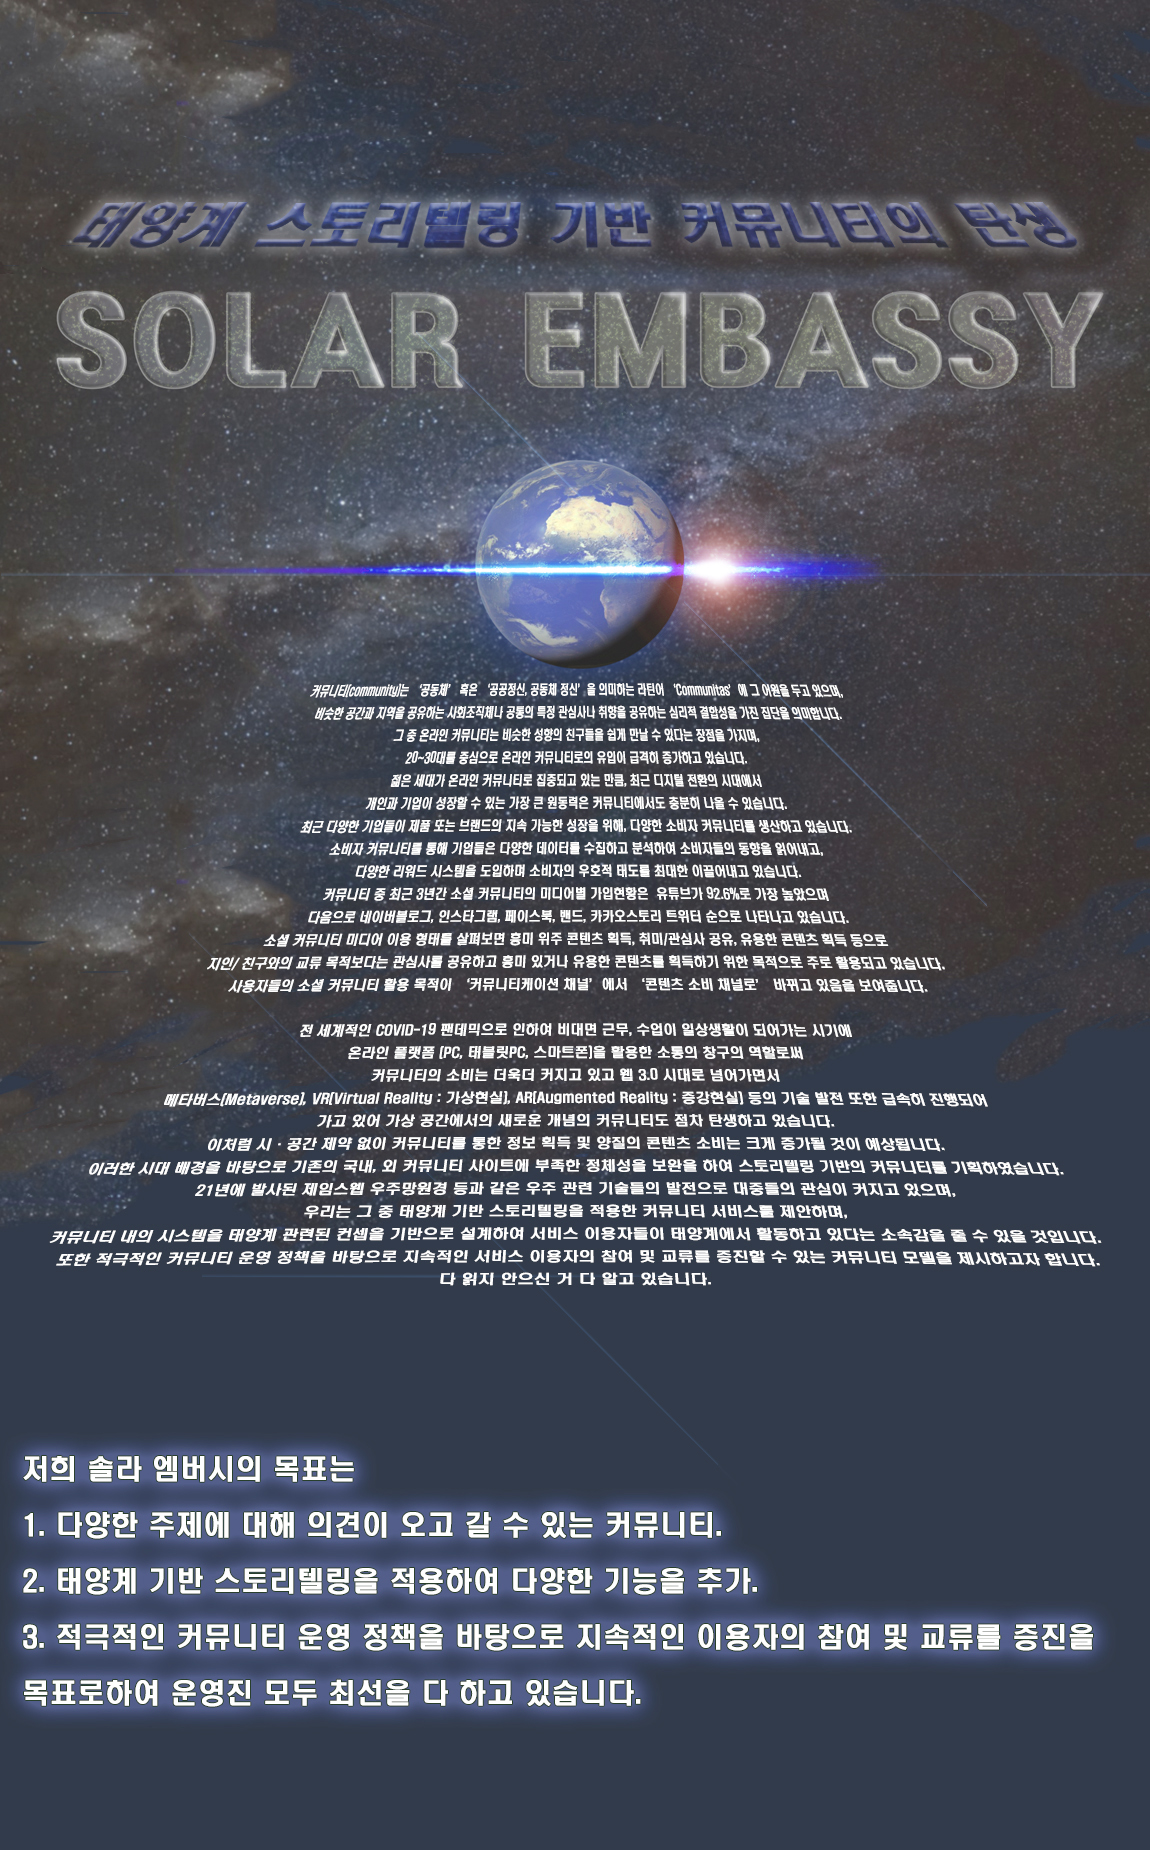 태양계 스토리텔링 기반 커뮤니티의 탄생
SOLAR EMBASSY
커뮤니티(community)는 ‘공동체’ 혹은 ‘공공정신, 공동체 정신’을 의미하는 라틴어 ‘Communitas’에 그 어원을 두고 있으며,
비슷한 공간과 지역을 공유하는 사회조직체나 공통의 특정 관심사나 취향을 공유하는 심리적 결합성을 가진 집단을 의미합니다.
그 중 온라인 커뮤니티는 비슷한 성향의 친구들을 쉽게 만날 수 있다는 장점을 가지며,
20-30대를 중심으로 온라인 커뮤니티로의 유입이 급격히 증가하고 있습니다.
젊은 세대가 온라인 커뮤니티로 집중되고 있는 만큼, 최근 디지털 전환의 시대에서
개인과 기업이 성장할 수 있는 가장 큰 원동력은 커뮤니티에서도 충분히 나올 수 있습니다.
최근 다양한 기업들이 제품 또는 브랜드의 지속 가능한 성장을 위해, 다양한 소비자 커뮤니티를 생산하고 있습니다.
소비자 커뮤니티를 통해 기업들은 다양한 데이터를 수집하고 분석하여 소비자들의 동향을 읽어내고,
다양한 리워드 시스템을 도입하며 소비자의 우호적 태도를 최대한 이끌어내고 있습니다.
커뮤니티 중 최근 3년간 소셜 커뮤니티의 미디어별 가입현황은 유튜브가 92.6%로 가장 높았으며
다음으로 네이버블로그, 인스타그램, 페이스북, 밴드, 카카오스토리 트위터 순으로 나타나고 있습니다.
소셜 커뮤니티 미디어 이용 형태를 살펴보면 흥미 위주 콘텐츠 획득, 취미/관심사 공유, 유용한 콘텐츠 획득 등으로
지인/ 친구와의 교류 목적보다는 관심사를 공유하고 흥미 있거나 유용한 콘텐츠를 획득하기 위한 목적으로 주로 활용되고 있습니다.
사용자들의 소셜 커뮤니티 활용 목적이 ‘커뮤니티케이션 채널’에서 ‘콘텐츠 소비 채널로’ 바뀌고 있음을 보여줍니다.
전 세계적인 COVID-19 팬데믹으로 인하여 비대면 근무, 수업이 일상생활이 되어가는 시기에
온라인 플랫폼 (PC, 태블릿PC, 스마트폰)을 활용한 소통의 창구의 역할로써
커뮤니티의 소비는 더욱더 커지고 있고 웹 3.0 시대로 넘어가면서
메타버스(Metaverse), VR(Virtual Reality : 가상현실), AR(Augmented Reality : 증강현실) 등의 기술 발전 또한 급속히 진행되어
가고 있어 가상 공간에서의 새로운 개념의 커뮤니티도 점차 탄생하고 있습니다.
이처럼 시 · 공간 제약 없이 커뮤니티를 통한 정보 획득 및 양질의 콘텐츠 소비는 크게 증가될 것이 예상됩니다.
이러한 시대 배경을 바탕으로 기존의 국내, 외 커뮤니티 사이트에 부족한 정체성을 보완을 하여 스토리텔링 기반의 커뮤니티를 기획하였습니다.
21년에 발사된 제임스웹 우주망원경 등과 같은 우주 관련 기술들의 발전으로 대중들의 관심이 커지고 있으며,
우리는 그 중 태양계 기반 스토리텔링을 적용한 커뮤니티 서비스를 제안하며,
커뮤니티 내의 시스템을 태양계 관련된 컨셉을 기반으로 설계하여 서비스 이용자들이 태양계에서 활동하고 있다는 소속감을 줄 수 있을 것입니다.
또한 적극적인 커뮤니티 운영 정책을 바탕으로 지속적인 서비스 이용자의 참여 및 교류를 증진할 수 있는 커뮤니티 모델을 제시하고자 합니다.
다 읽지 안으신 거 다 알고 있습니다.
저희 솔라 엠버시의 목표는
1. 다양한 주제에 대해 의견이 오고 갈 수 있는 커뮤니티.
2. 태양계 기반 스토리텔링을 적용하여 다양한 기능을 추가.
3. 적극적인 커뮤니티 운영 정책을 바탕으로 지속적인 이용자의 참여 및 교류를 증진을
목표로하여 운영진 모두 최선을 다 하고 있습니다.